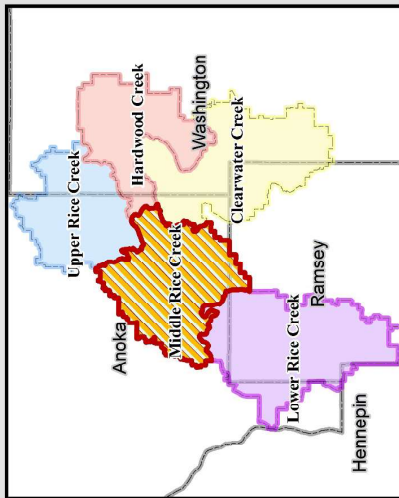 Upper Rice Creek
Hardwood Creek
Washington
Anoka
Middle Rice Creek
Clearwater Creek
Ramsey
Lower Rice Creek
Hennepin